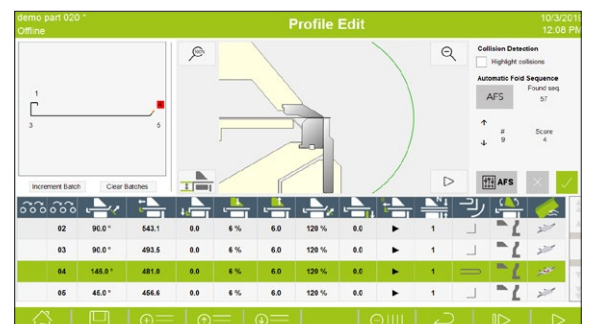 demo part 020 "
Offline
Profile Edit
10/3/2019
12.08 PM
100%
Collision Detection
Highlight collisions
Automatic Fold Sequence
AFS
Found seq.
57
#
9
Score
4
1
3
5
Increment Batch
Clear Batches
AFS
02 90.0 ° 543.1 0.0 6 % 6.0 120 % 0.0 1
03 90.0 ° 493.5 0.0 6 % 6.0 120 % 0.0 1
04 145.0 ° 481.0 0.0 6 % 6.0 120 % 0.0 1
05 45.0 ° 456.6 0.0 6 % 6.0 120 % 0.0 1